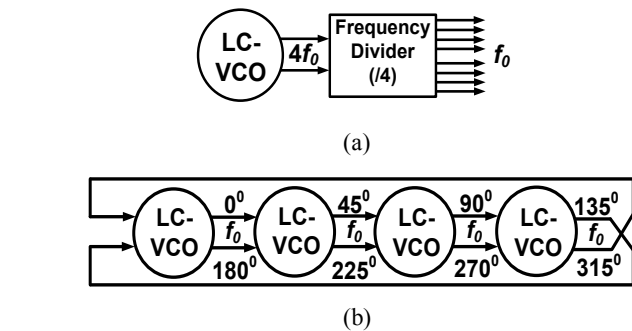 LC-
VCO
4f₀
Frequency
Divider
(/4)
f₀
(a)
LC-
VCO
0⁰
f₀
180⁰
LC-
VCO
45⁰
f₀
225⁰
LC-
VCO
90⁰
f₀
270⁰
LC-
VCO
135⁰
f₀
315⁰
(b)